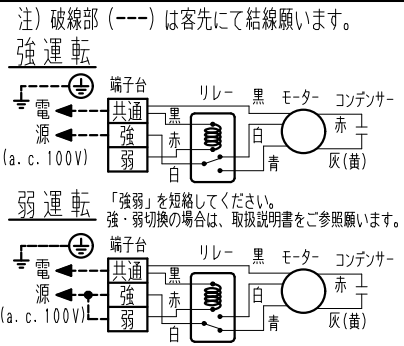 注) 破線部 (---) は客先にて結線願います。
強運転
端子台 リレー 黒 モーター コンデンサー
電 共通 黒
源 強 赤 白 赤
(a.c.100V) 弱 白 青 灰(黄)
弱運転 「強弱」を短絡してください。
強・弱切換の場合は、取扱説明書をご参照願います。
端子台 リレー 黒 モーター コンデンサー
電 共通 黒
源 強 赤 白 赤
(a.c.100V) 弱 白 青 灰(黄)